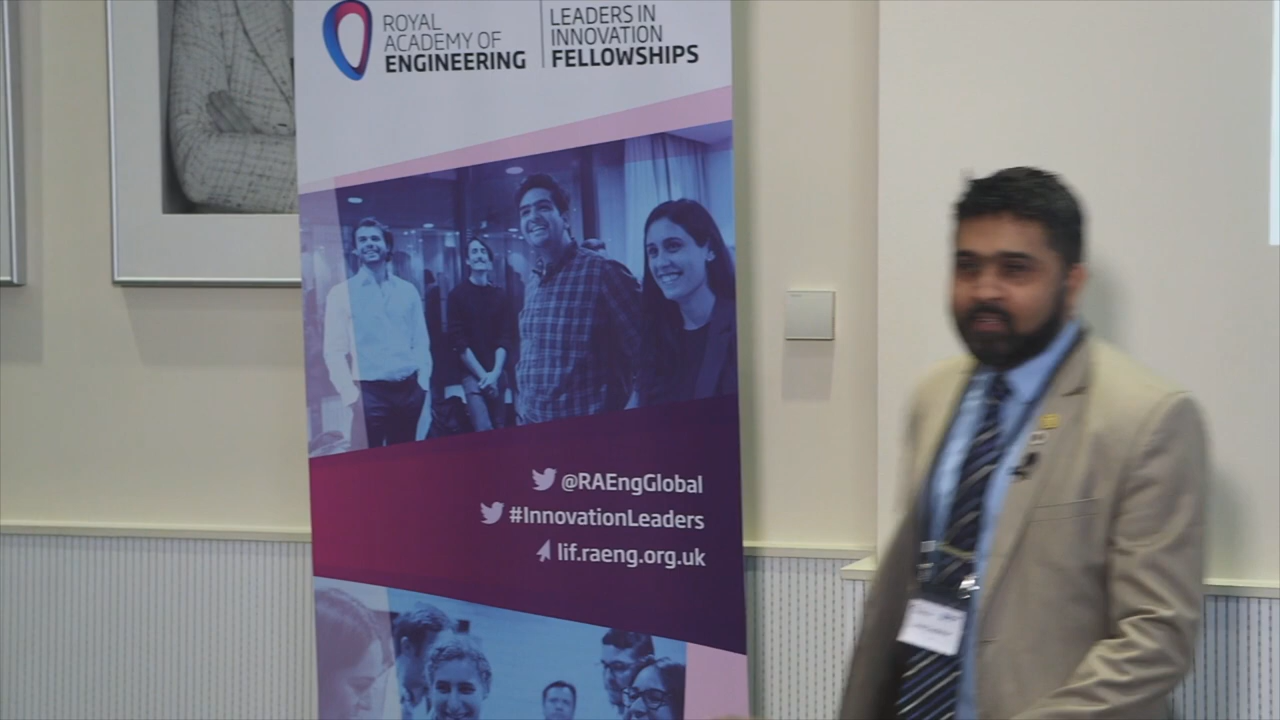 ROYAL
ACADEMY OF
ENGINEERING
LEADERS IN
INNOVATION
FELLOWSHIPS
@RAEngGlobal
#InnovationLeaders
lif.raeng.org.uk